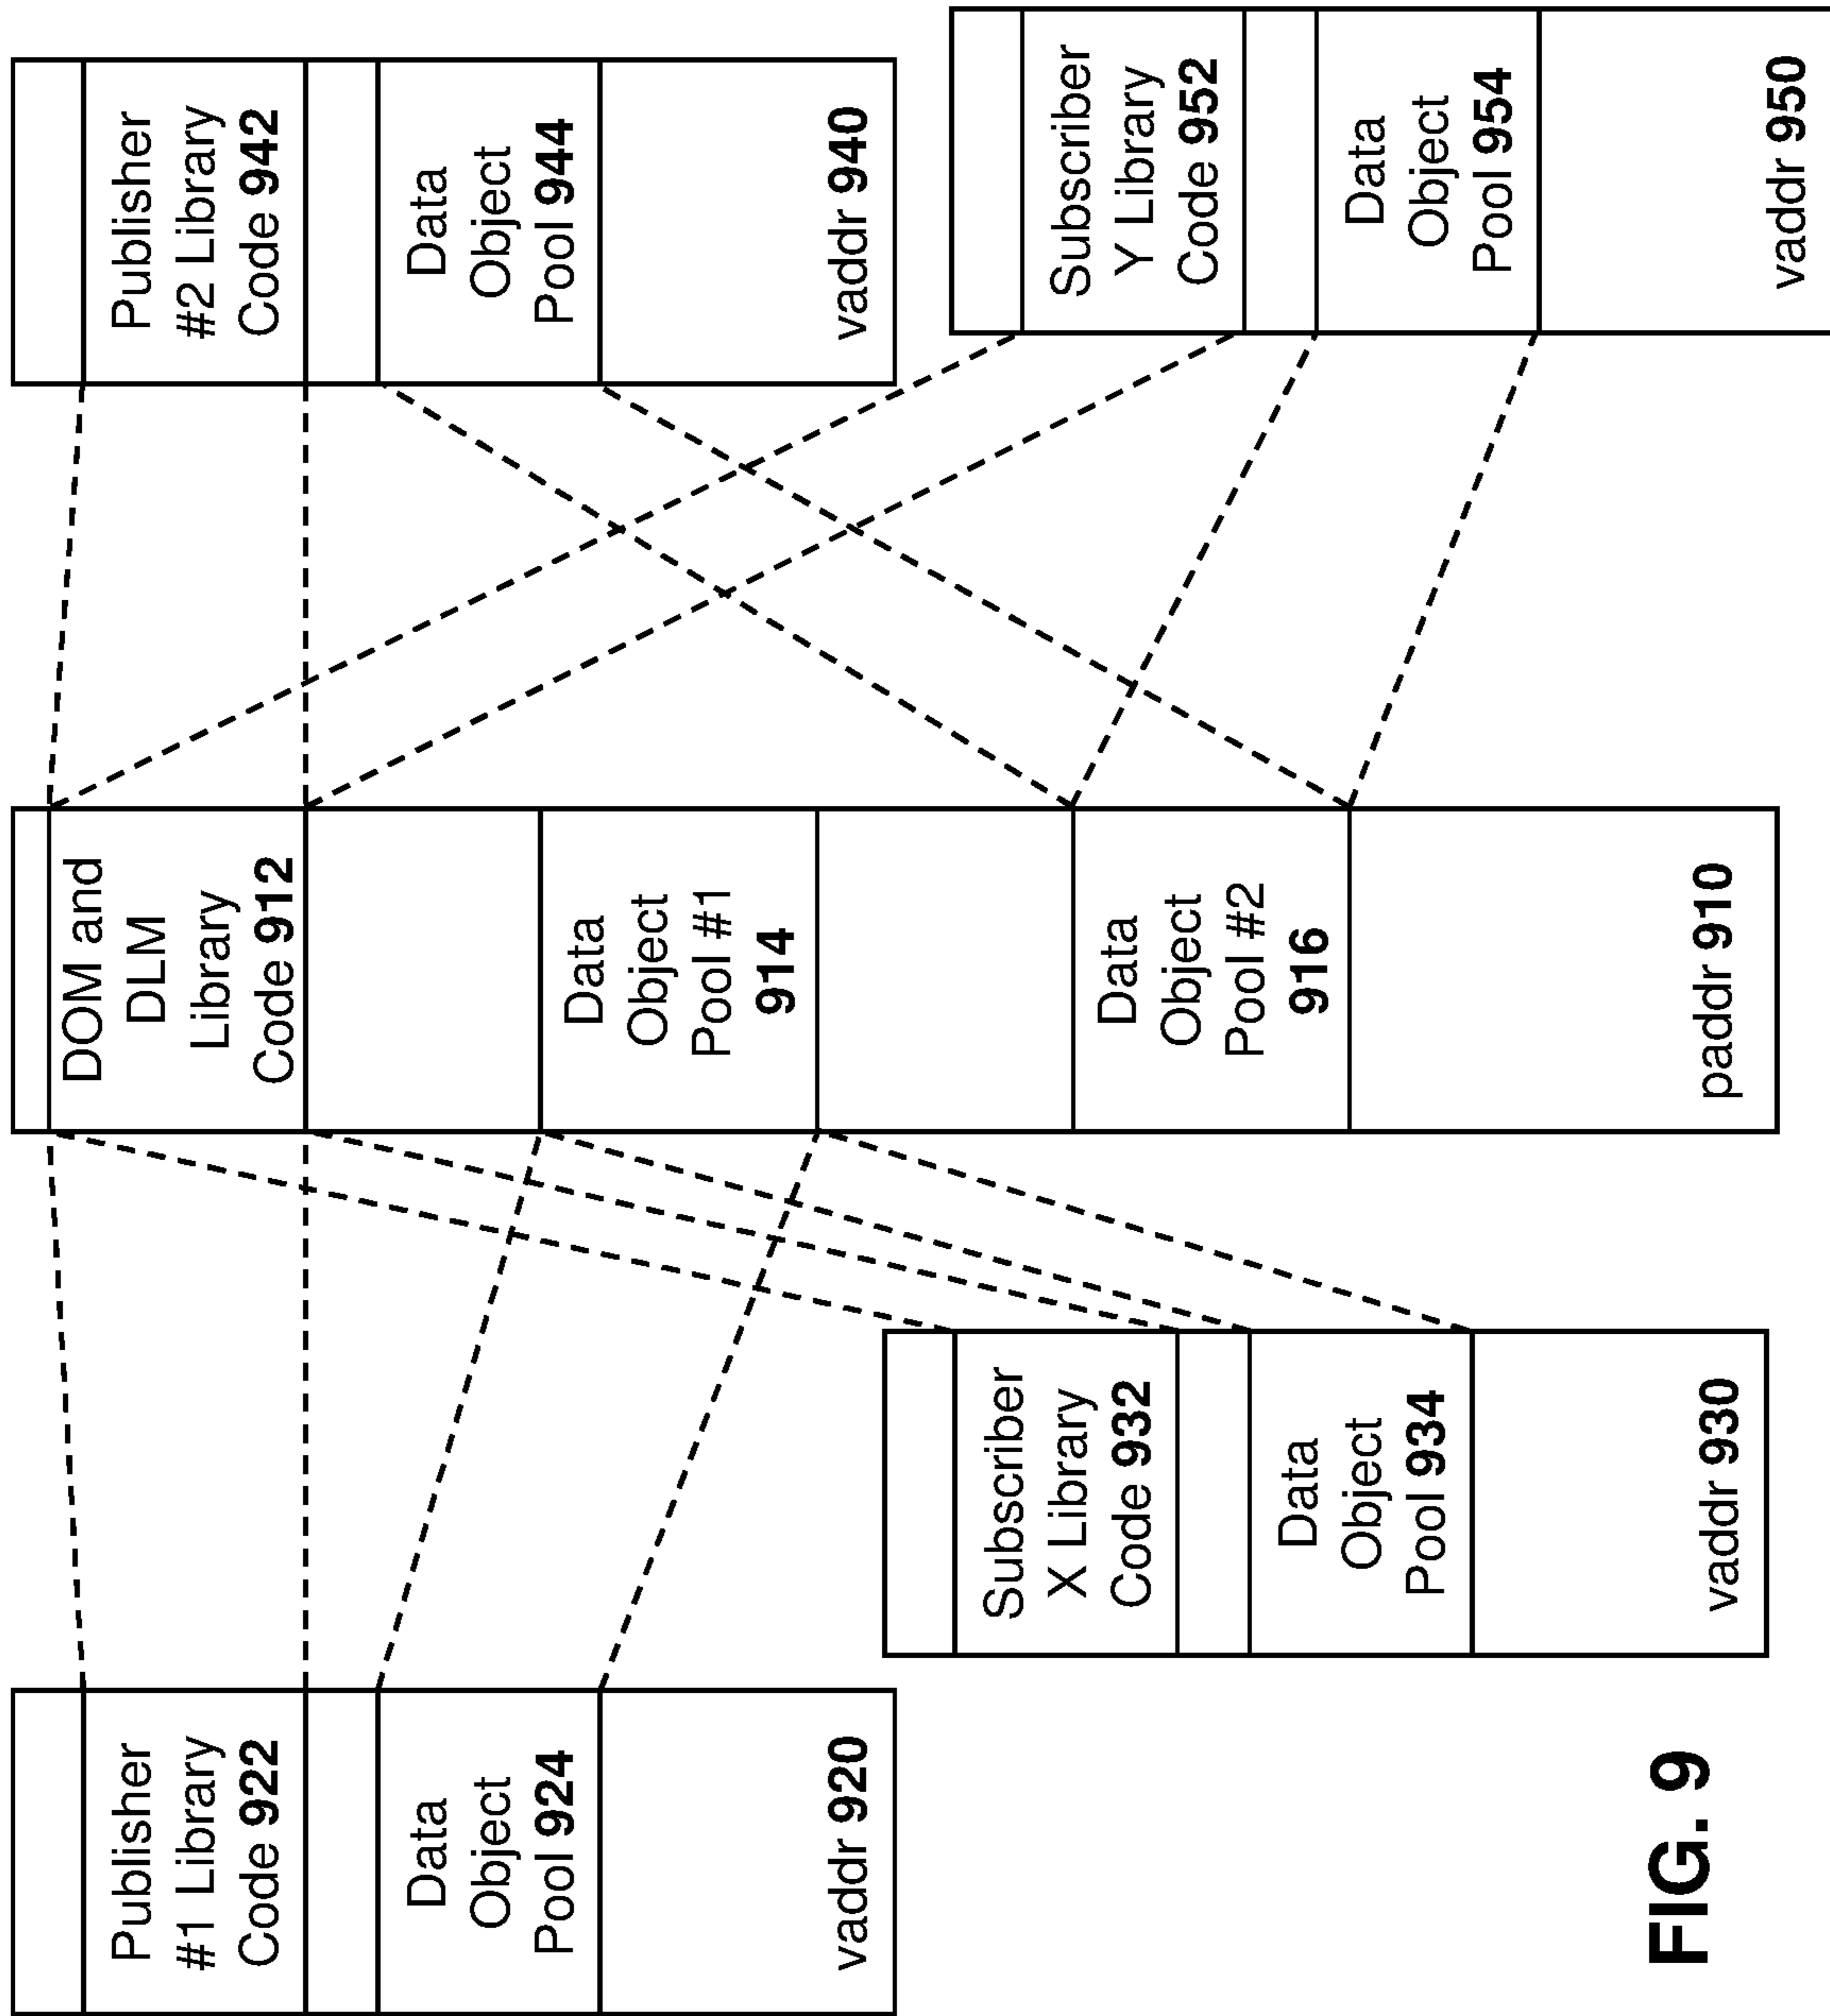 Publisher
#1 Library
Code 922
Data
Object
Pool 924
vaddr 920
Subscriber
X Library
Code 932
Data
Object
Pool 934
vaddr 930
DOM and
DLM
Library
Code 912
Data
Object
Pool #1
914
Data
Object
Pool #2
916
paddr 910
Publisher
#2 Library
Code 942
Data
Object
Pool 944
vaddr 940
Subscriber
Y Library
Code 952
Data
Object
Pool 954
vaddr 950
FIG. 9